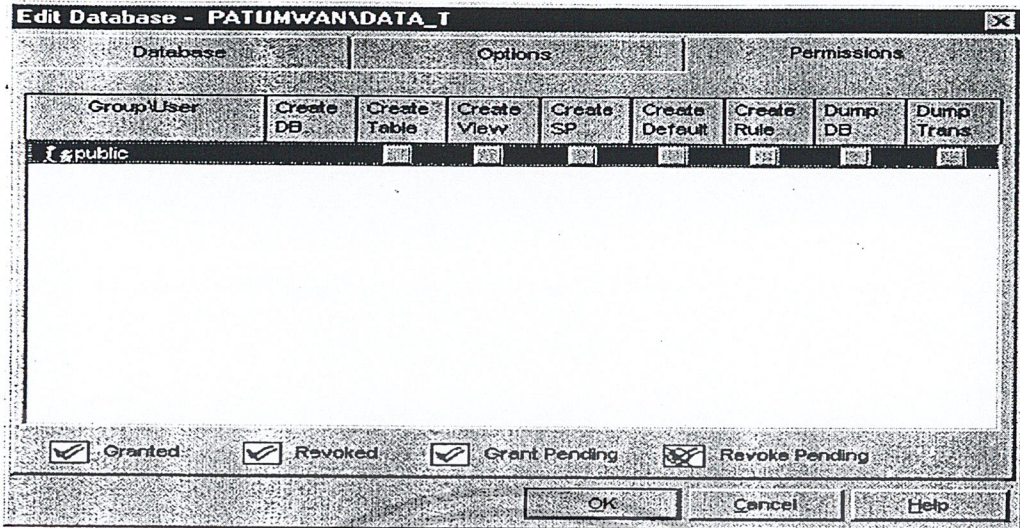 Edit Database - PATUMWAN\DATA_T
Database Options Permissions
Group\User Create DB Create Table Create View Create SP Create Default Create Rule Dump DB Dump Trans
public
Granted Revoked Grant Pending Revoke Pending
OK Cancel Help